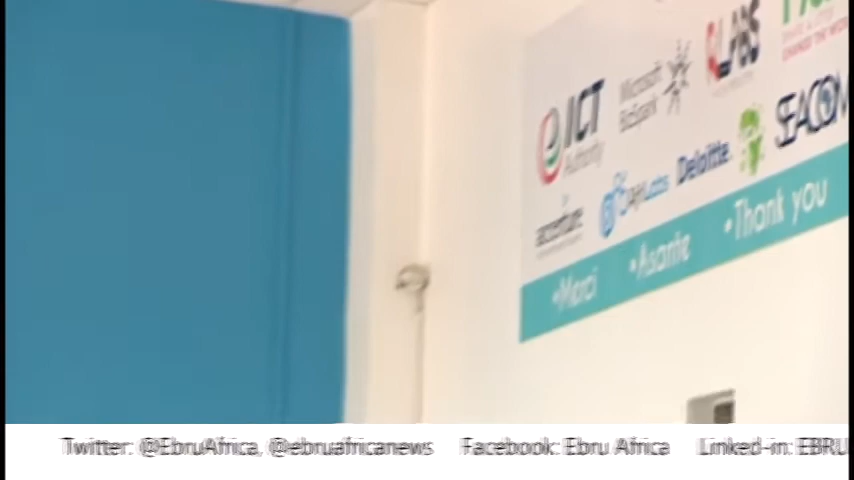 LABS
ICT
Authority
Microsoft
BizSpark
SEACOM
Deloitte.
accenture
•Merci •Asante •Thank you
Twitter: @EbruAfrica, @ebruafricanews Facebook: Ebru Africa Linked-in: EBRU